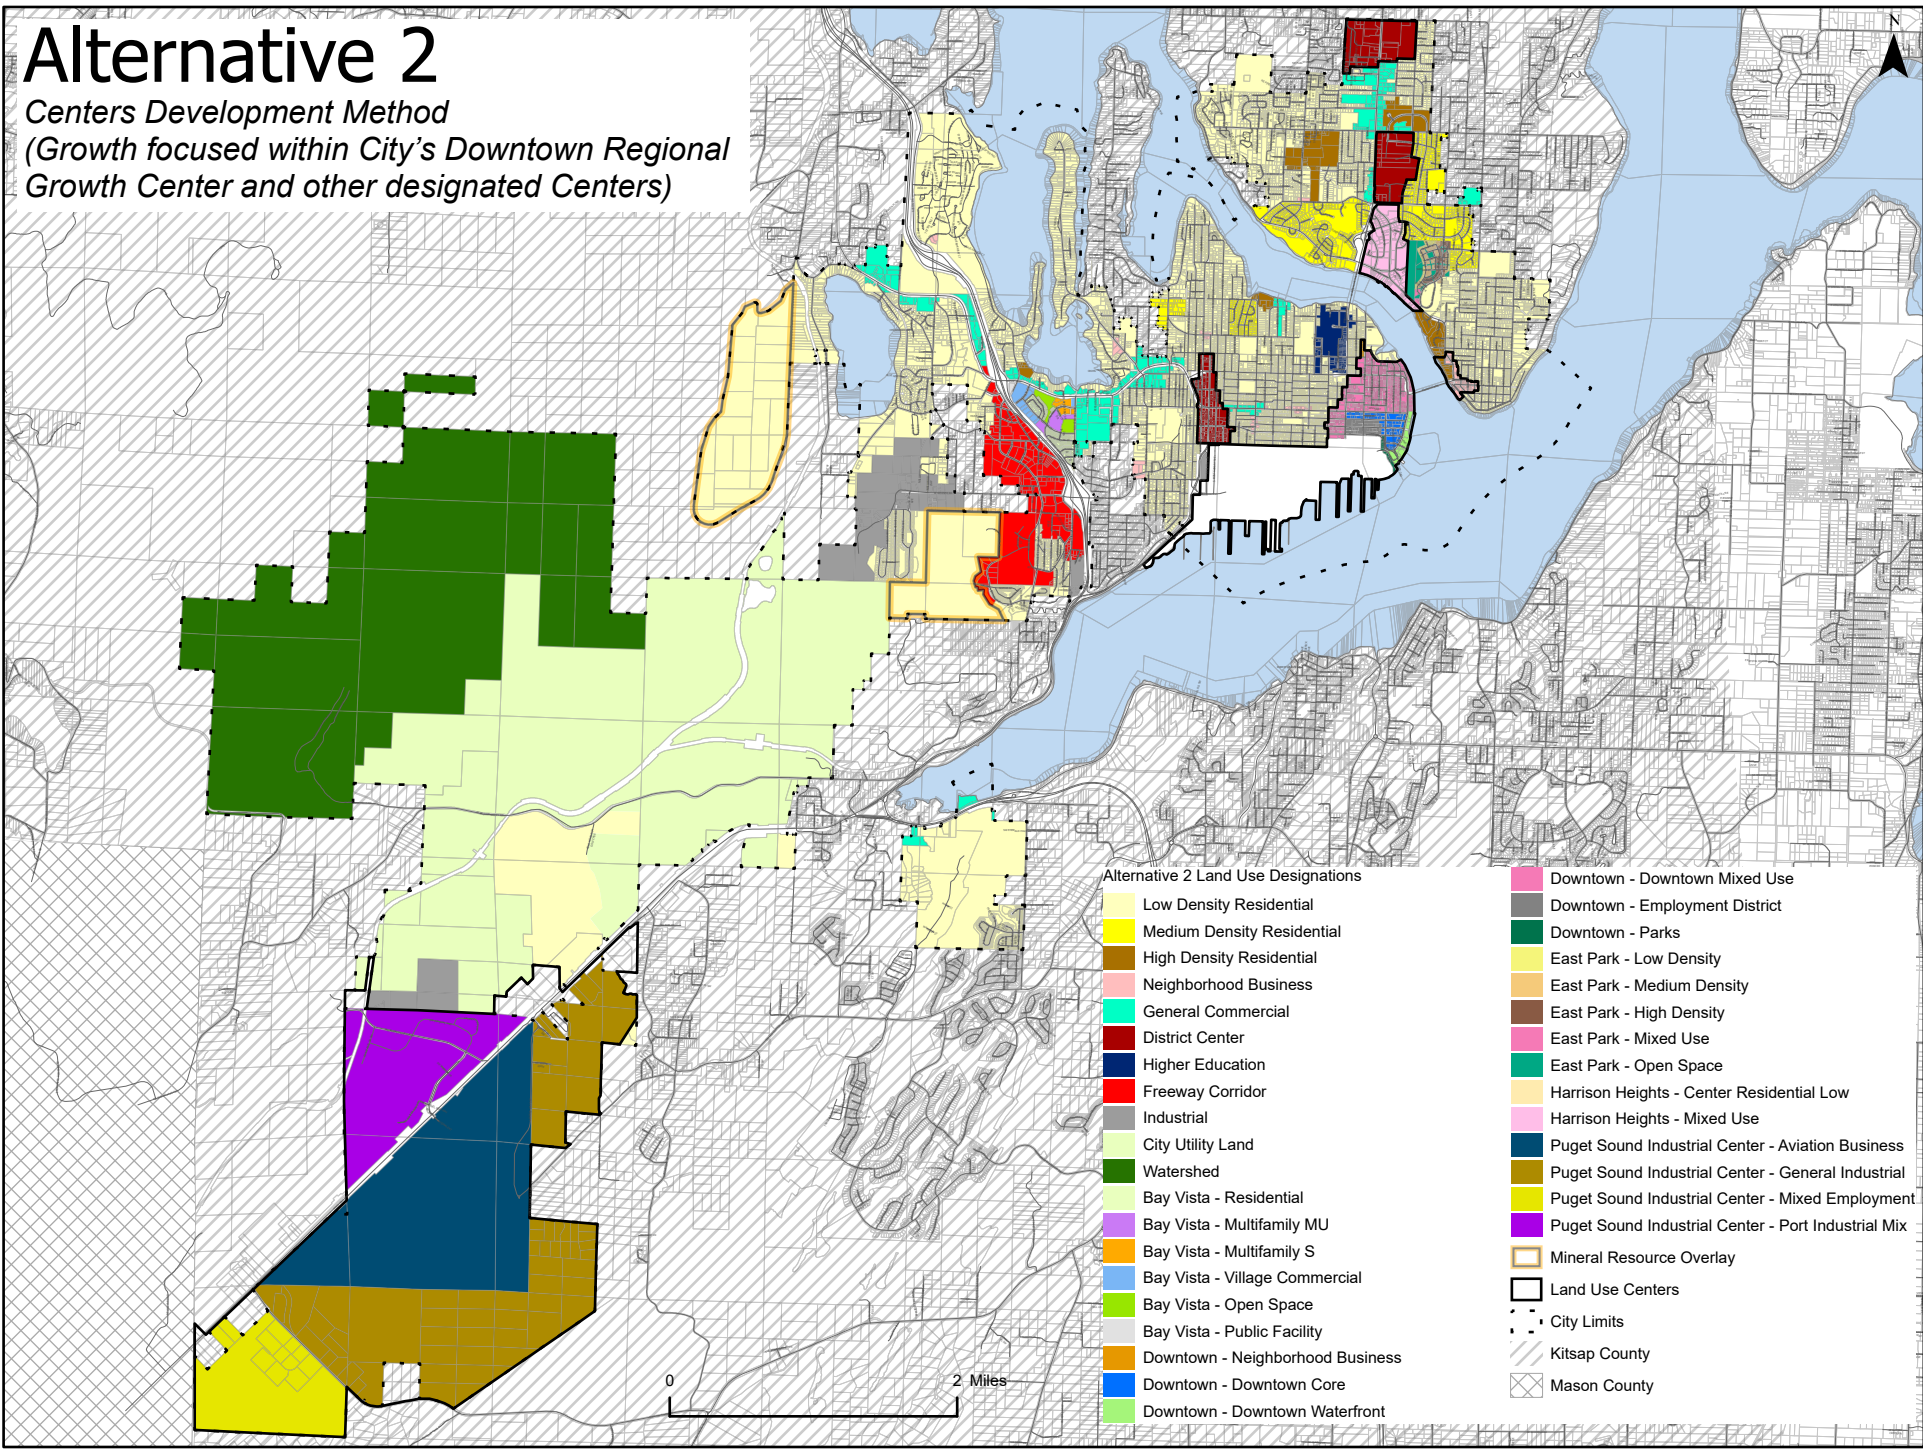 Alternative 2
Centers Development Method
(Growth focused within City's Downtown Regional
Growth Center and other designated Centers)
N
Alternative 2 Land Use Designations
Low Density Residential
Medium Density Residential
High Density Residential
Neighborhood Business
General Commercial
District Center
Higher Education
Freeway Corridor
Industrial
City Utility Land
Watershed
Bay Vista - Residential
Bay Vista - Multifamily MU
Bay Vista - Multifamily S
Bay Vista - Village Commercial
Bay Vista - Open Space
Bay Vista - Public Facility
Downtown - Neighborhood Business
Downtown - Downtown Core
Downtown - Downtown Waterfront
Downtown - Downtown Mixed Use
Downtown - Employment District
Downtown - Parks
East Park - Low Density
East Park - Medium Density
East Park - High Density
East Park - Mixed Use
East Park - Open Space
Harrison Heights - Center Residential Low
Harrison Heights - Mixed Use
Puget Sound Industrial Center - Aviation Business
Puget Sound Industrial Center - General Industrial
Puget Sound Industrial Center - Mixed Employment
Puget Sound Industrial Center - Port Industrial Mix
Mineral Resource Overlay
Land Use Centers
City Limits
Kitsap County
Mason County
0 2 Miles